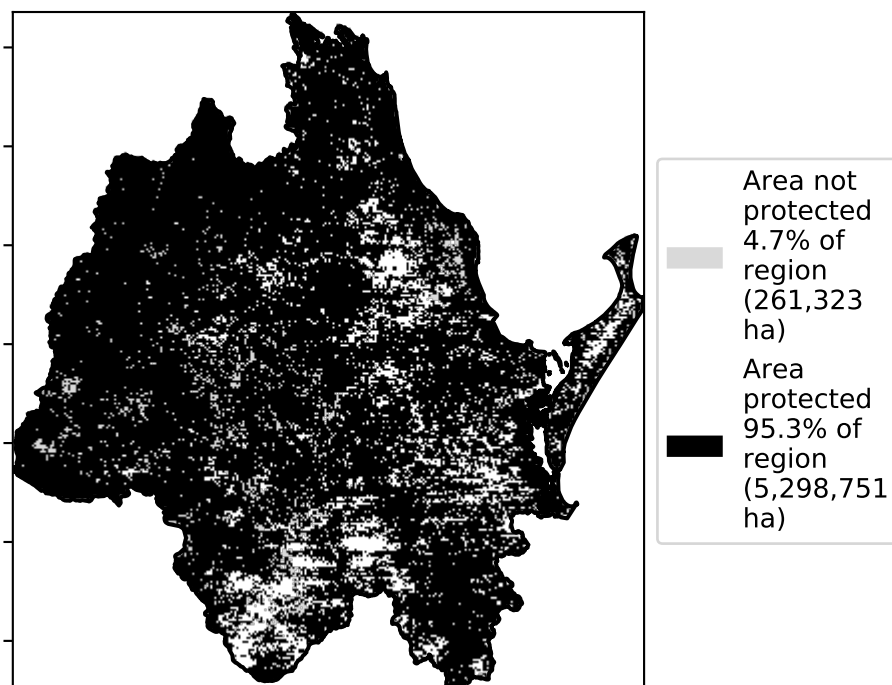 Area not
protected
4.7% of
region
(261,323
ha)
Area
protected
95.3% of
region
(5,298,751
ha)